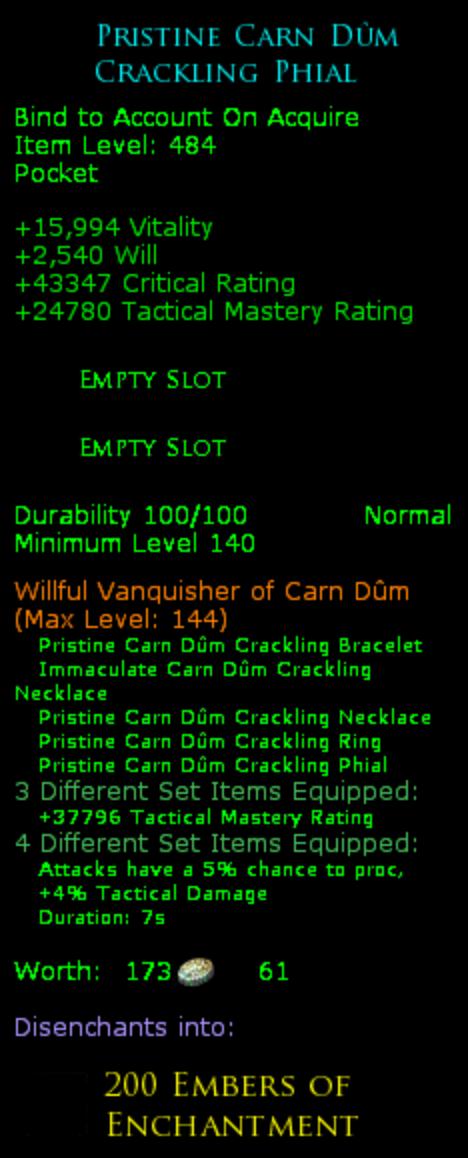 Pristine Carn Dûm
Crackling Phial
Bind to Account On Acquire
Item Level: 484
Pocket
+15,994 Vitality
+2,540 Will
+43347 Critical Rating
+24780 Tactical Mastery Rating
Empty Slot
Empty Slot
Durability 100/100 Normal
Minimum Level 140
Willful Vanquisher of Carn Dûm
(Max Level: 144)
Pristine Carn Dûm Crackling Bracelet
Immaculate Carn Dûm Crackling
Necklace
Pristine Carn Dûm Crackling Necklace
Pristine Carn Dûm Crackling Ring
Pristine Carn Dûm Crackling Phial
3 Different Set Items Equipped:
+37796 Tactical Mastery Rating
4 Different Set Items Equipped:
Attacks have a 5% chance to proc,
+4% Tactical Damage
Duration: 7s
Worth: 173 61
Disenchants into:
200 Embers of
Enchantment